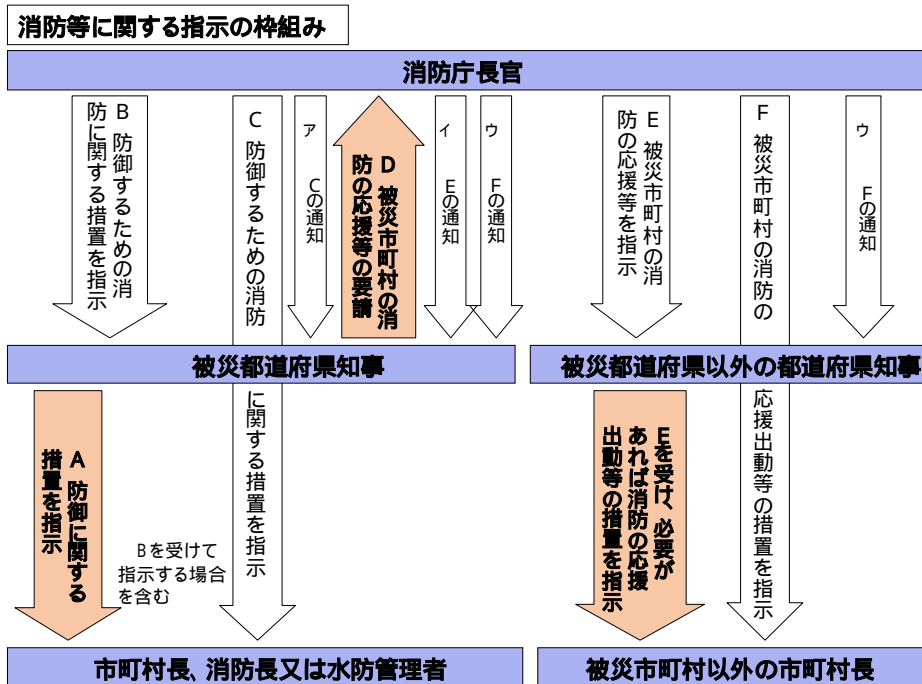 消防等に関する指示の枠組み
消防庁長官
B 防御するための消
防に関する措置を指示
C 防御するための消防
に関する措置を指示
ア Cの通知
D 被災市町村の消
防の応援等の要請
イ Eの通知
ウ Fの通知
E 被災市町村の消
防の応援等を指示
F 被災市町村の消防の
応援出動等の措置を指示
ウ Fの通知
被災都道府県知事
被災都道府県以外の都道府県知事
A 防御に関する
措置を指示
Bを受けて
指示する場合
を含む
Eを受け、必要が
あれば消防の応援
出動等の措置を指示
市町村長、消防長又は水防管理者
被災市町村以外の市町村長